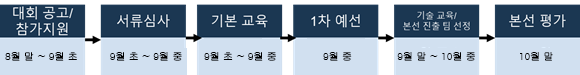 대회 공고/
참가지원
8월 말 ~ 9월 초
서류심사
9월 초 ~ 9월 중
기본 교육
9월 초 ~ 9월 중
1차 예선
9월 중
기술 교육/
본선 진출 팀 선정
9월 말 ~ 10월 중
본선 평가
10월 말